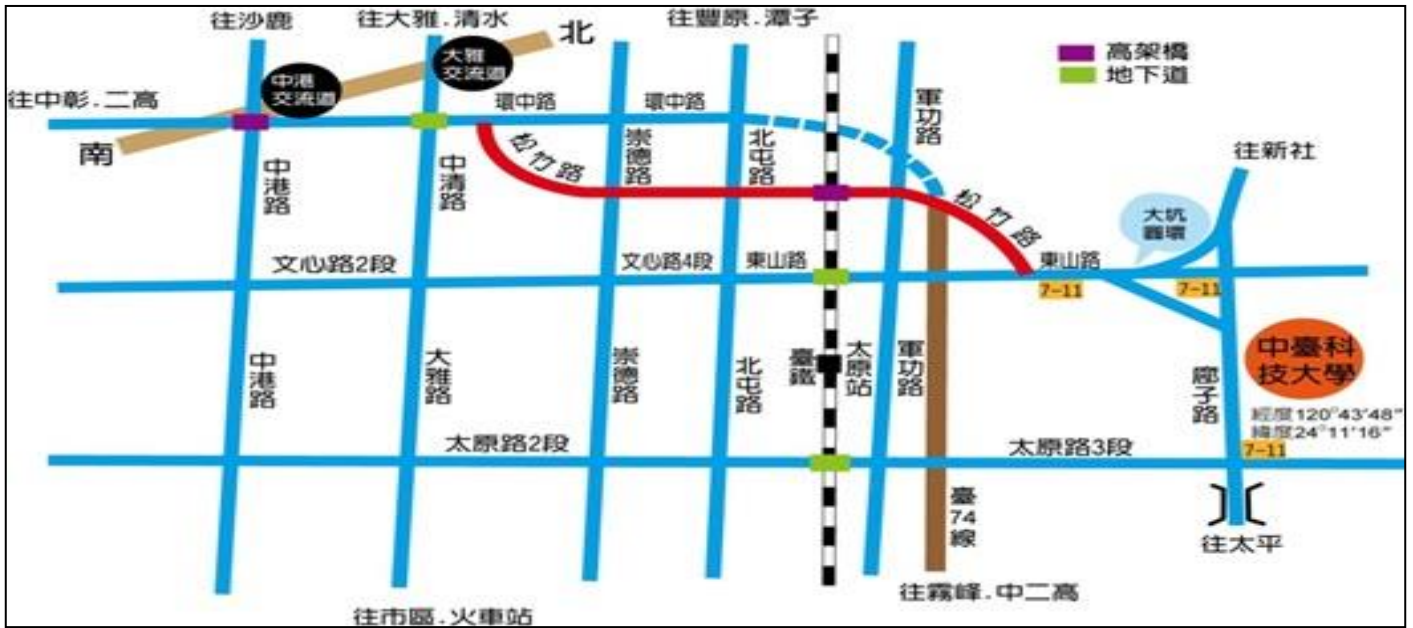 往沙鹿
往大雅.清水
往豐原.潭子
北
高架橋
地下道
大雅
交流道
中港
交流道
往中彰.二高
南
環中路
環中路
軍功路
往新社
松竹路
崇德路
北屯路
中港路
中清路
松竹路
大坑
圓環
文心路2段
文心路4段
東山路
東山路
7-11
7-11
中港路
大雅路
崇德路
北屯路
臺鐵
太原站
軍功路
中臺科
技大學
廍子路
經度120°43'48"
緯度24°11'16"
7-11
太原路2段
太原路3段
臺74線
往太平
往霧峰.中二高
往市區.火車站